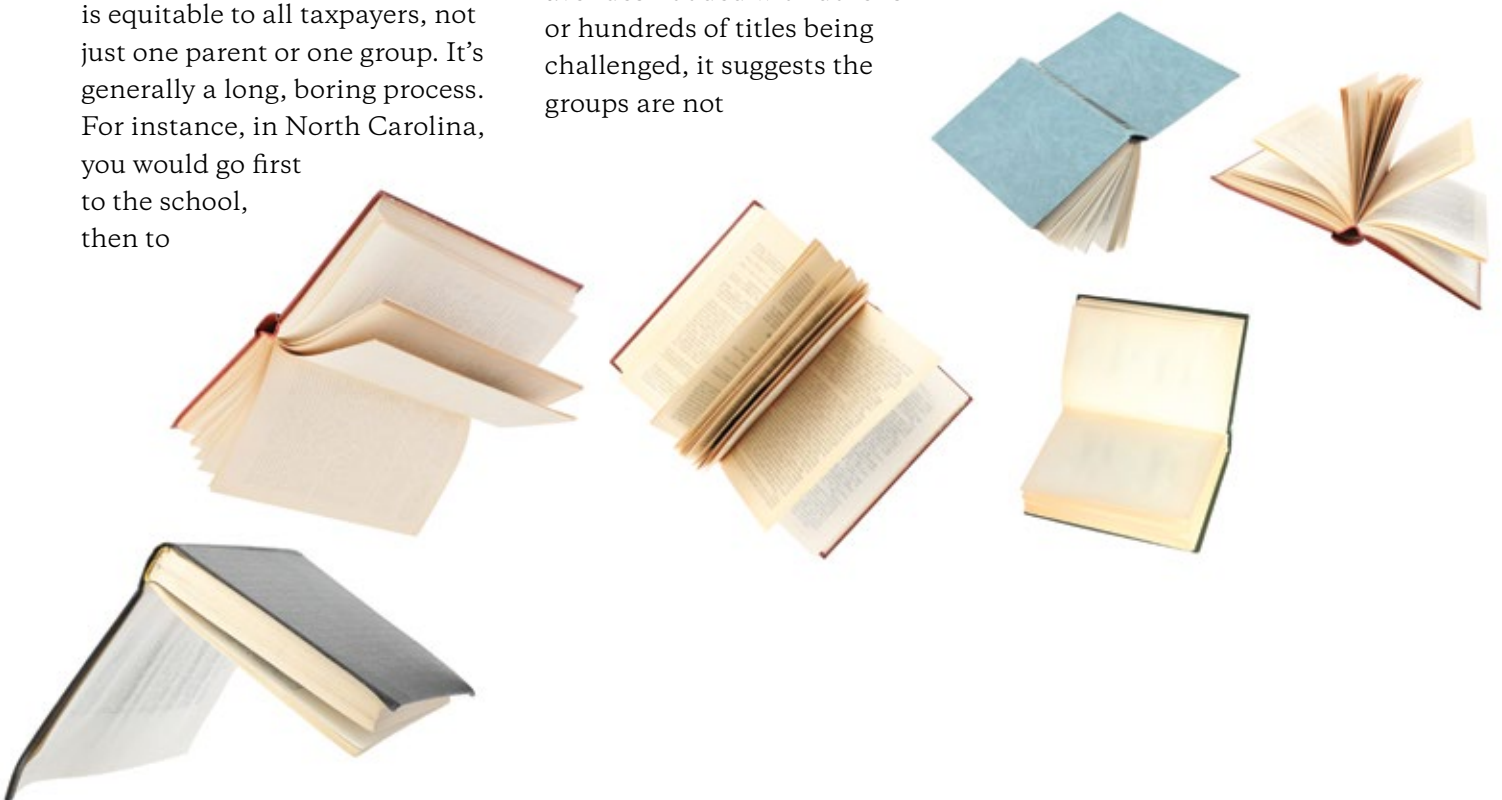 is equitable to all taxpayers, not
just one parent or one group. It’s
generally a long, boring process.
For instance, in North Carolina,
you would go first
to the school,
then to
or hundreds of titles being
challenged, it suggests the
groups are not